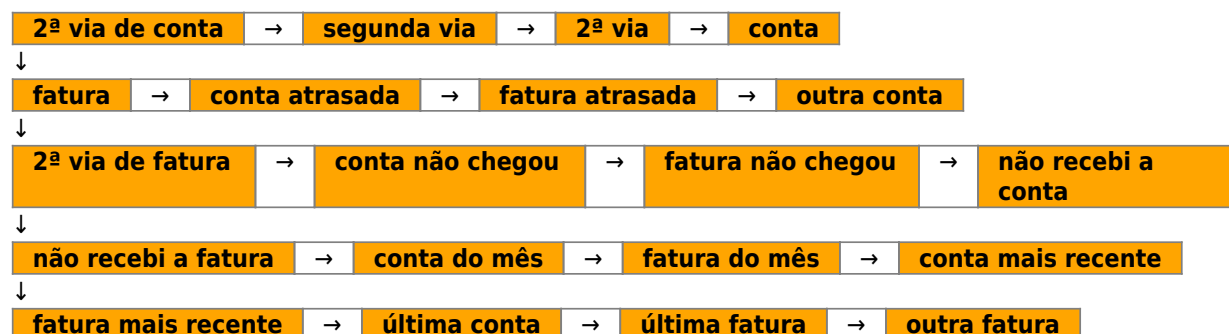 2ª via de conta → segunda via → 2ª via → conta
↓
fatura → conta atrasada → fatura atrasada → outra conta
↓
2ª via de fatura → conta não chegou → fatura não chegou → não recebi a
conta
↓
não recebi a fatura → conta do mês → fatura do mês → conta mais recente
↓
fatura mais recente → última conta → última fatura → outra fatura